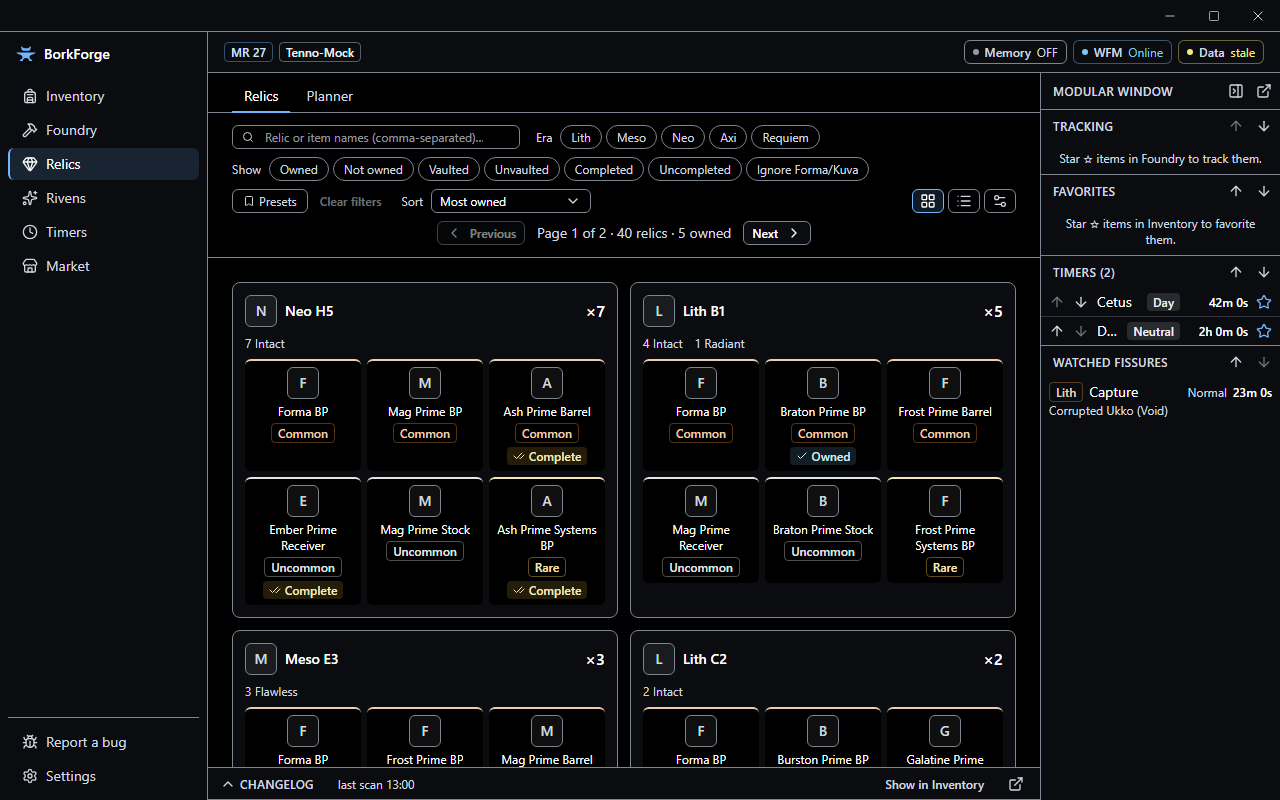 BorkForge
MR 27
Tenno-Mock
Memory OFF
WFM Online
Data stale
Inventory
Foundry
Relics
Rivens
Timers
Market
Report a bug
Settings
Relics
Planner
Relic or item names (comma-separated)...
Era
Lith
Meso
Neo
Axi
Requiem
Show
Owned
Not owned
Vaulted
Unvaulted
Completed
Uncompleted
Ignore Forma/Kuva
Presets
Clear filters
Sort
Most owned
Previous
Page 1 of 2 · 40 relics · 5 owned
Next
N
Neo H5
×7
7 Intact
F
Forma BP
Common
M
Mag Prime BP
Common
A
Ash Prime Barrel
Common
Complete
E
Ember Prime
Receiver
Uncommon
Complete
M
Mag Prime Stock
Uncommon
A
Ash Prime Systems
BP
Rare
Complete
L
Lith B1
×5
4 Intact
1 Radiant
F
Forma BP
Common
B
Braton Prime BP
Common
Owned
F
Frost Prime Barrel
Common
M
Mag Prime
Receiver
Uncommon
B
Braton Prime Stock
Uncommon
F
Frost Prime
Systems BP
Rare
M
Meso E3
×3
3 Flawless
F
Forma BP
F
Frost Prime BP
M
Mag Prime Barrel
L
Lith C2
×2
2 Intact
F
Forma BP
B
Burston Prime BP
G
Galatine Prime
CHANGELOG
last scan 13:00
Show in Inventory
MODULAR WINDOW
TRACKING
Star ☆ items in Foundry to track them.
FAVORITES
Star ☆ items in Inventory to favorite
them.
TIMERS (2)
Cetus
Day
42m 0s
D...
Neutral
2h 0m 0s
WATCHED FISSURES
Lith
Capture
Normal 23m 0s
Corrupted Ukko (Void)